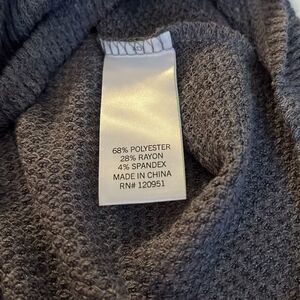 68% POLYESTER
28% RAYON
4% SPANDEX
MADE IN CHINA
RN# 120951